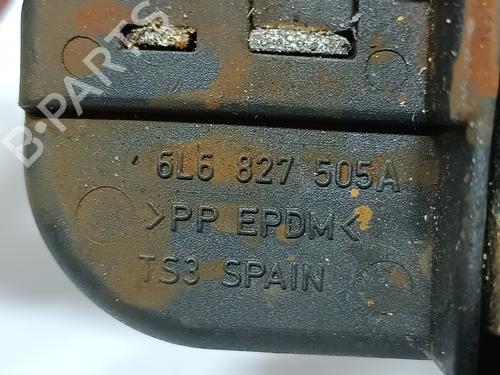 B-PARTS
6L6 827 505A
>PP EPDM<
TS3 SPAIN